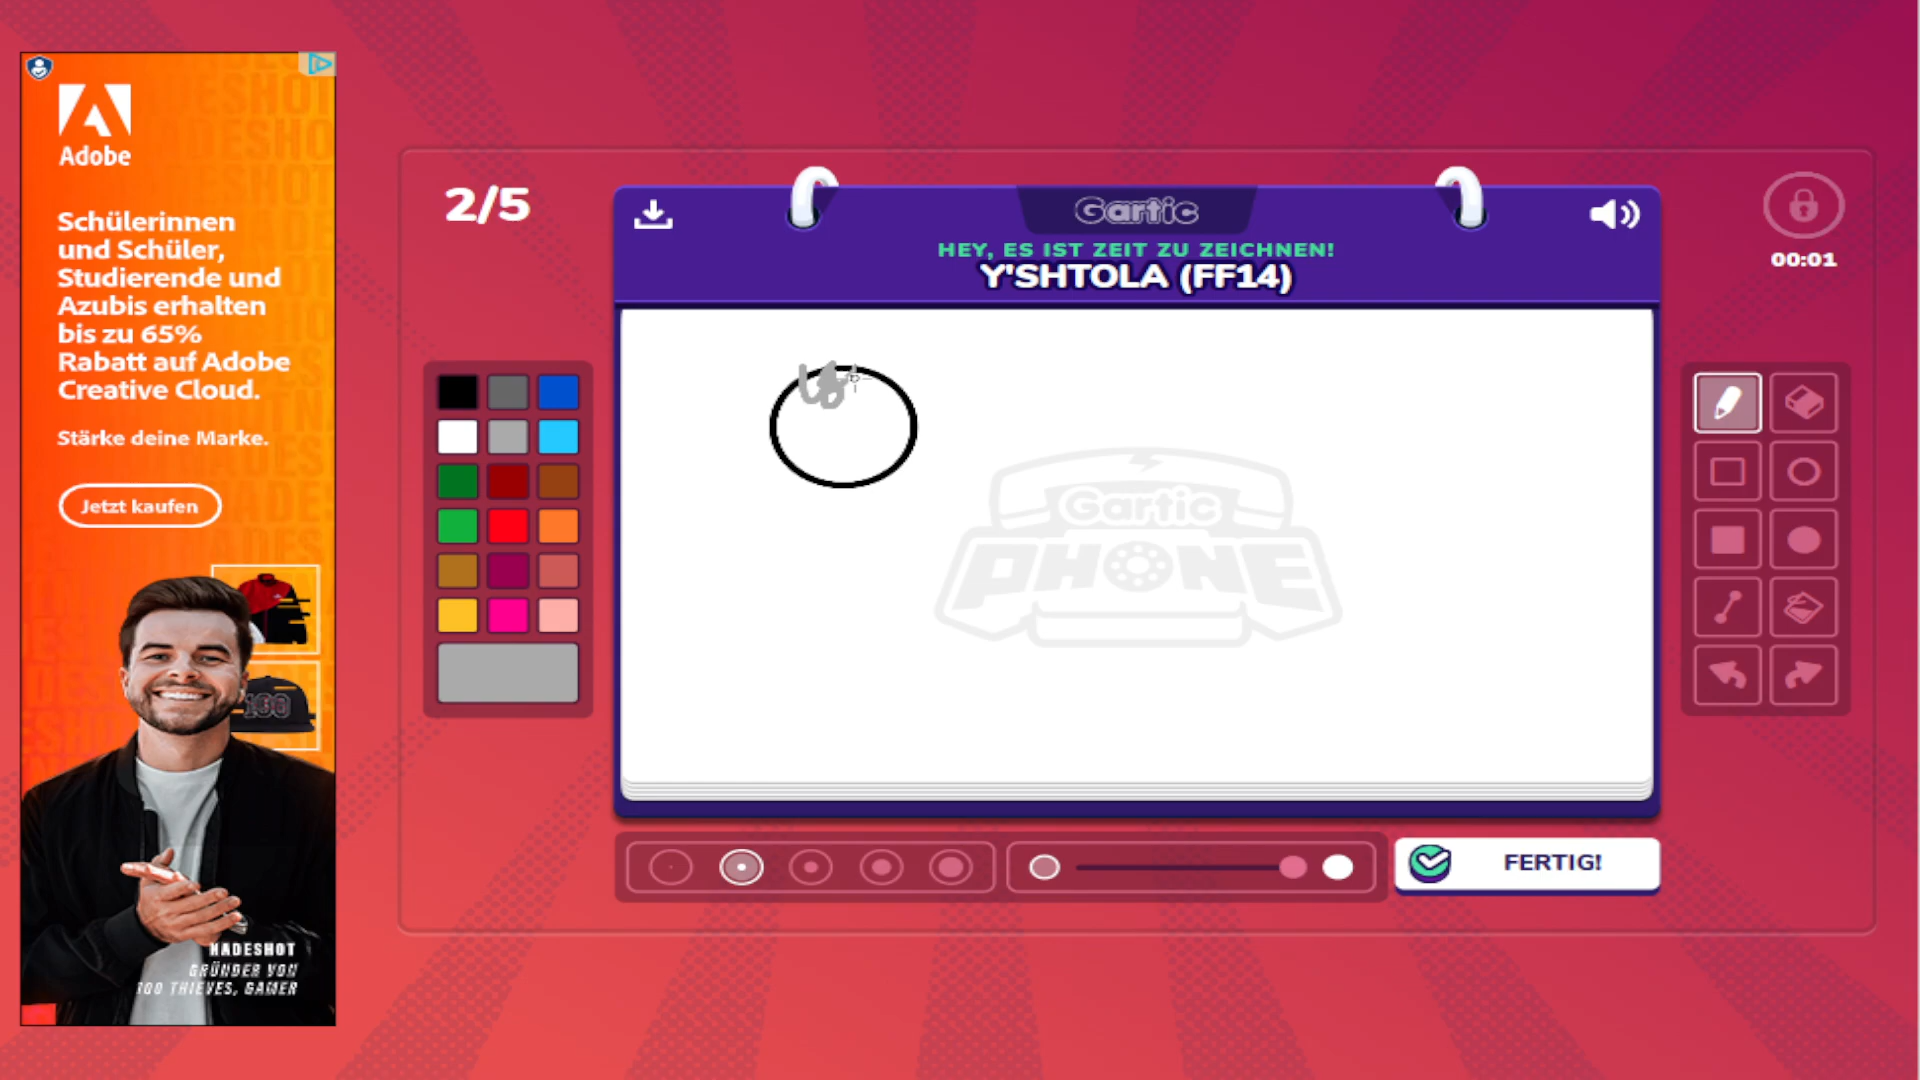 Adobe
Schülerinnen
und Schüler,
Studierende und
Azubis erhalten
bis zu 65%
Rabatt auf Adobe
Creative Cloud.
Stärke deine Marke.
Jetzt kaufen
100
NADESHOT
GRÜNDER VON
100 THIEVES, GAMER
2/5
Gartic
HEY, ES IST ZEIT ZU ZEICHNEN!
Y'SHTOLA (FF14)
00:01
Gartic
PHONE
FERTIG!